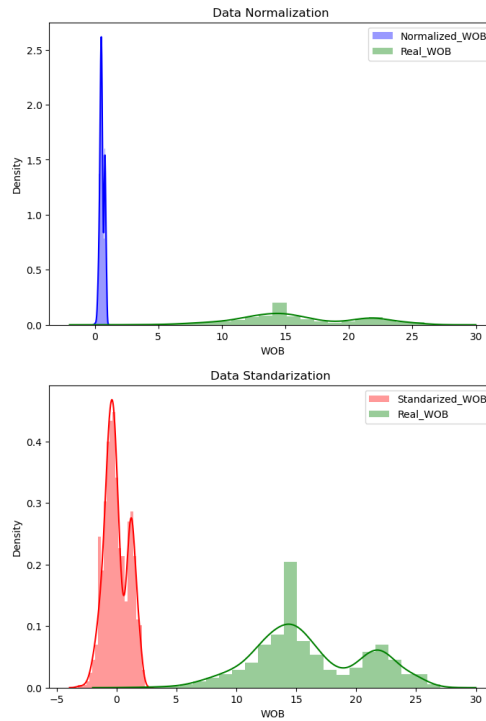 Data Normalization
Normalized_WOB
Real_WOB
2.5
2.0
1.5
1.0
0.5
0.0
Density
0 5 10 15 20 25 30
WOB
Data Standarization
Standarized_WOB
Real_WOB
0.4
0.3
0.2
0.1
0.0
Density
−5 0 5 10 15 20 25 30
WOB